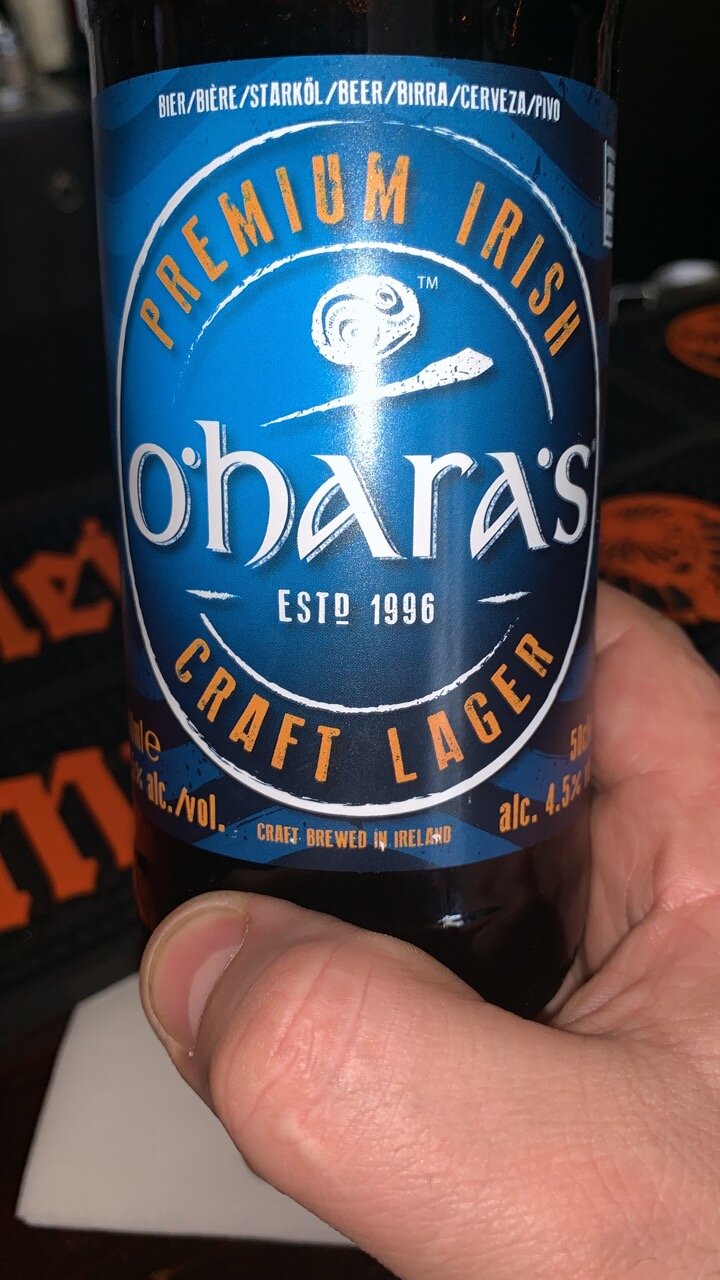 BIER/BIÈRE/STARKÖL/BEER/BIRRA/CERVEZA/PIVO
PREMIUM IRISH
TM
O'hara's
ESTD 1996
CRAFT LAGER
alc./vol.
alc. 4.5%
CRAFT BREWED IN IRELAND